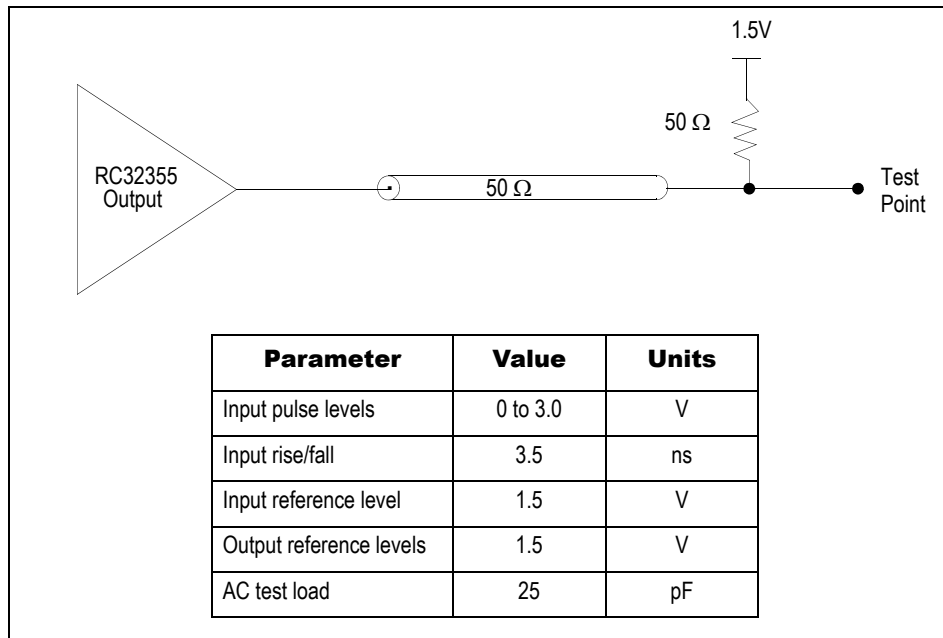 1.5V
50 Ω
RC32355
Output
50 Ω
Test
Point
Parameter Value Units
Input pulse levels 0 to 3.0 V
Input rise/fall 3.5 ns
Input reference level 1.5 V
Output reference levels 1.5 V
AC test load 25 pF